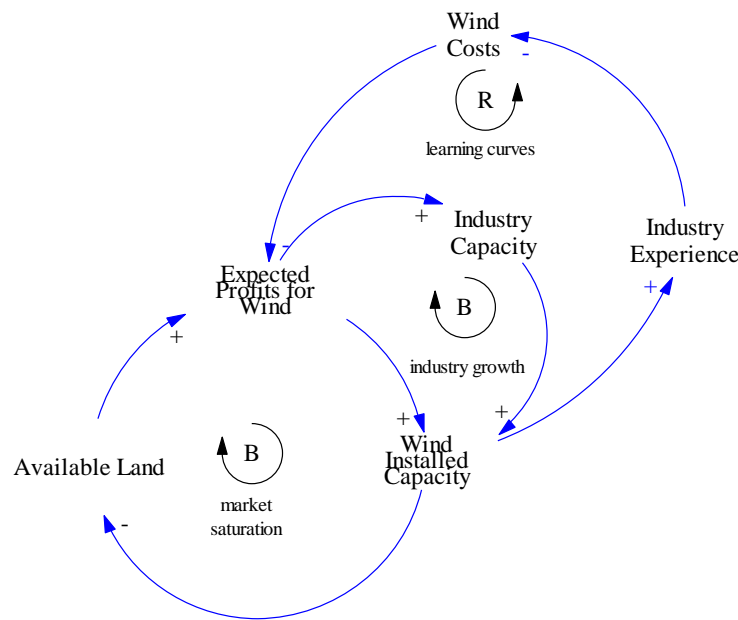 Wind
Costs
-
R
learning curves
+
Industry
Capacity
Industry
Experience
-
Expected
Profits for
Wind
+
B
industry growth
+
+
+
Wind
Installed
Capacity
B
market
saturation
Available Land
-